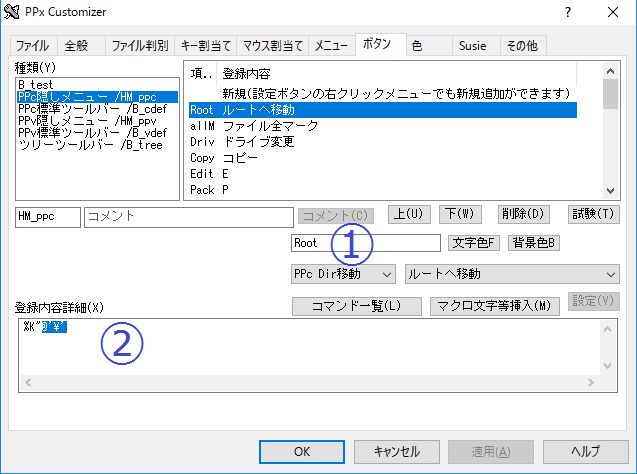 PPx Customizer
ファイル 全般 ファイル判別 キー割当て マウス割当て メニュー ボタン 色 Susie その他
種類(Y)
B_test
PPc隠しメニュー /HM_ppc
PPc標準ツールバー /B_cdef
PPv隠しメニュー /HM_ppv
PPv標準ツールバー /B_vdef
ツリーツールバー /B_tree
項.. 登録内容
新規(設定ボタンの右クリックメニューでも新規追加ができます)
Root ルートへ移動
allM ファイル全マーク
Driv ドライブ変更
Copy コピー
Edit E
Pack P
HM_ppc コメント コメント(C) 上(U) 下(W) 削除(D) 試験(T)
Root ① 文字色F 背景色B
PPc Dir移動 ルートへ移動
登録内容詳細(X) コマンド一覧(L) マクロ文字等挿入(M) 設定(V)
%K"@'¥'"
②
OK キャンセル 適用(A) ヘルプ